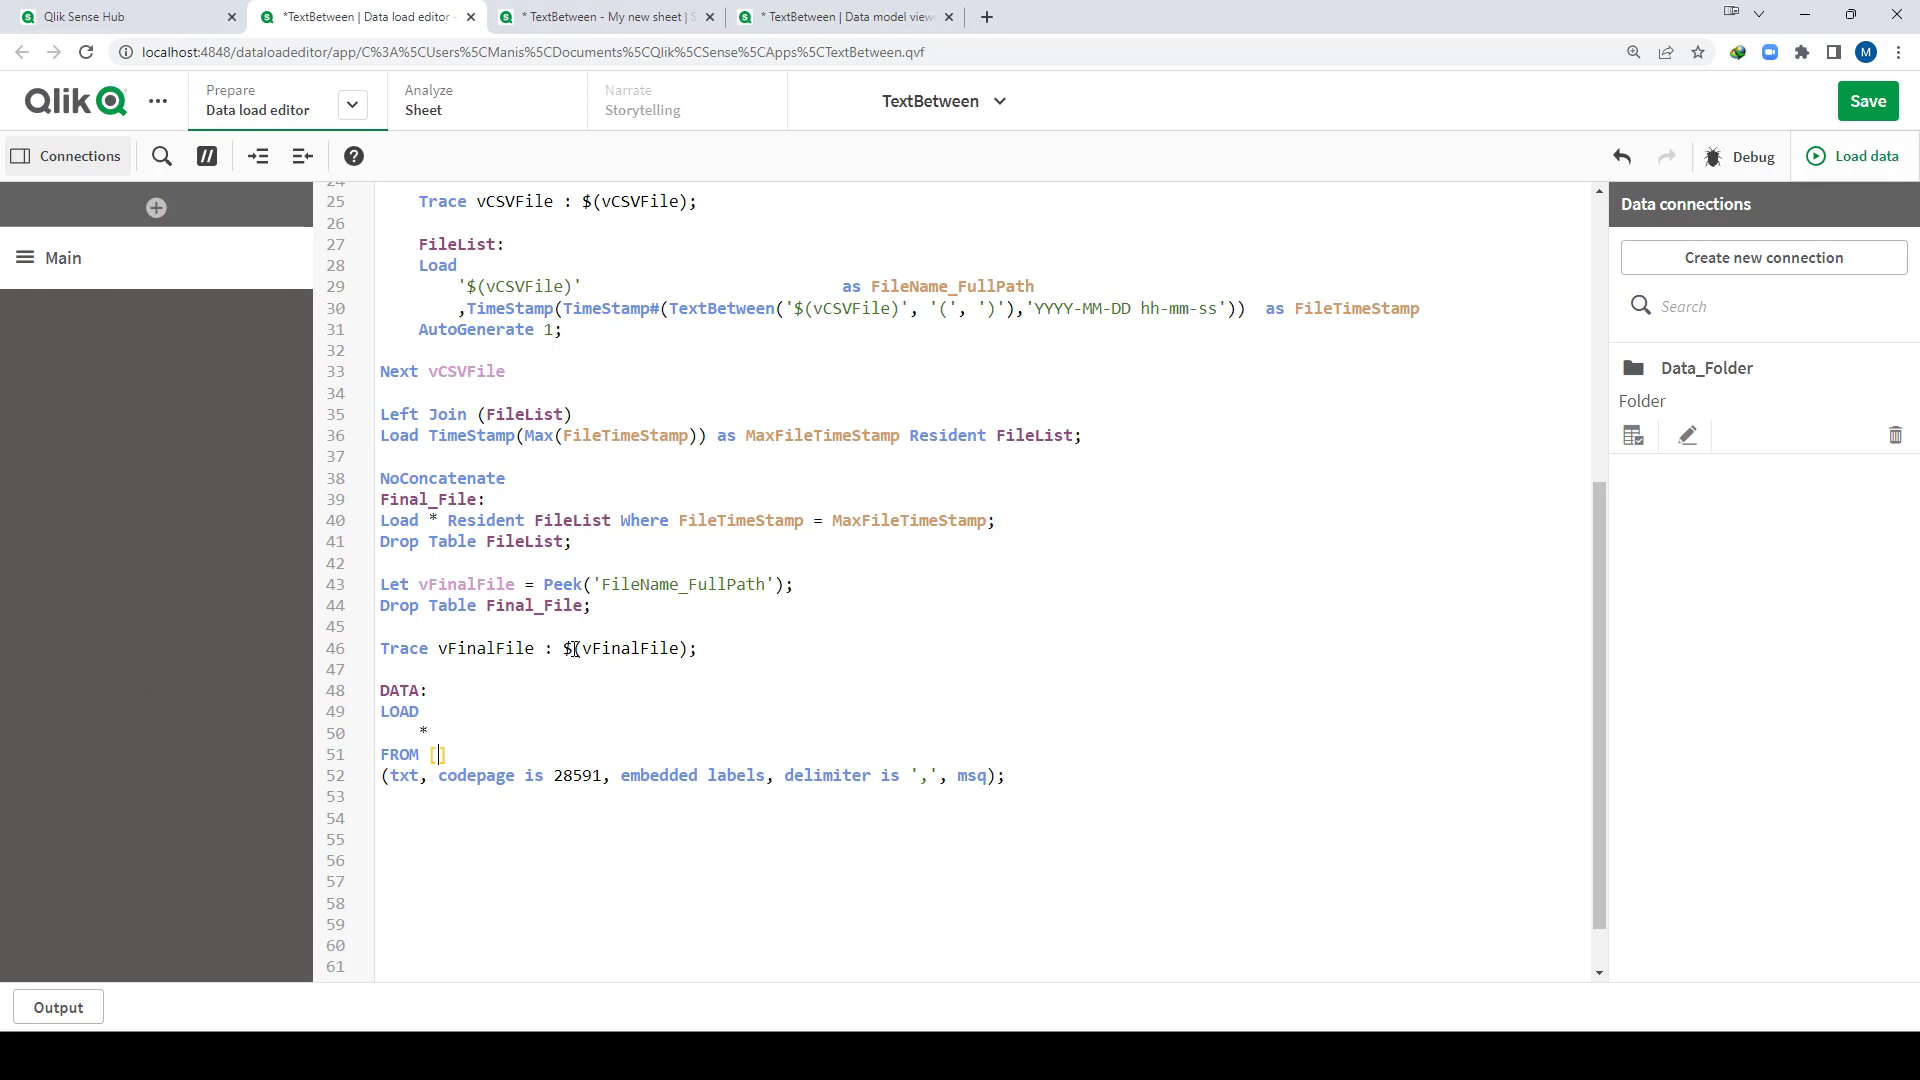 Qlik Sense Hub
*TextBetween | Data load editor -
* TextBetween - My new sheet | S
* TextBetween | Data model view
localhost:4848/dataloadeditor/app/C%3A%5CUsers%5CManis%5CDocuments%5CQlik%5CSense%5CApps%5CTextBetween.qvf
M
Qlik
Prepare
Data load editor
Analyze
Sheet
Narrate
Storytelling
TextBetween
Save
Connections
Debug
Load data
Main
24
25 Trace vCSVFile : $(vCSVFile);
26
27 FileList:
28 Load
29 '$(vCSVFile)' as FileName_FullPath
30 ,TimeStamp(TimeStamp#(TextBetween('$(vCSVFile)', '(', ')'),'YYYY-MM-DD hh-mm-ss')) as FileTimeStamp
31 AutoGenerate 1;
32
33 Next vCSVFile
34
35 Left Join (FileList)
36 Load TimeStamp(Max(FileTimeStamp)) as MaxFileTimeStamp Resident FileList;
37
38 NoConcatenate
39 Final_File:
40 Load * Resident FileList Where FileTimeStamp = MaxFileTimeStamp;
41 Drop Table FileList;
42
43 Let vFinalFile = Peek('FileName_FullPath');
44 Drop Table Final_File;
45
46 Trace vFinalFile : $(vFinalFile);
47
48 DATA:
49 LOAD
50 *
51 FROM []
52 (txt, codepage is 28591, embedded labels, delimiter is ',', msq);
53
54
55
56
57
58
59
60
61
Data connections
Create new connection
Search
Data_Folder
Folder
Output